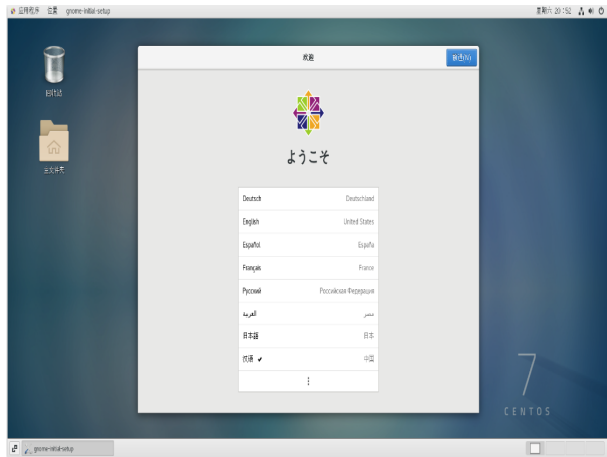 应用程序 位置 gnome-initial-setup
星期六 20:52
回收站
主文件夹
欢迎
前进(N)
ようこそ
Deutsch Deutschland
English United States
Español España
Français France
Русский Российская Федерация
العربية مصر
日本語 日本
汉语 ✔ 中国
7
CENTOS
gnome-initial-setup